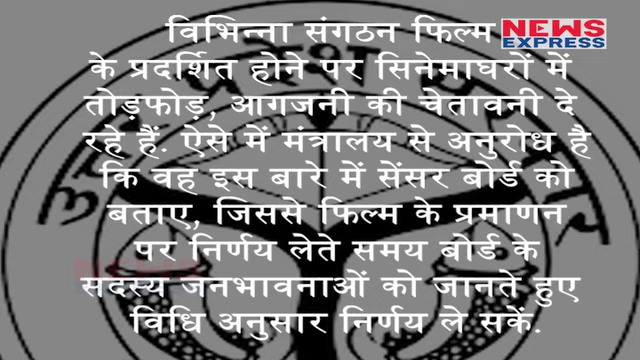 विभिन्ना संगठन फिल्म
NEWS
EXPRESS
के प्रदर्शित होने पर सिनेमाघरों में
तोड़फोड़, आगजनी की चेतावनी दे
रहे हैं. ऐसे में मंत्रालय से अनुरोध है
कि वह इस बारे में सेंसर बोर्ड को
बताए, जिससे फिल्म के प्रमाणन
पर निर्णय लेते समय बोर्ड के
सदस्य जनभावनाओं को जानते हुए
विधि अनुसार निर्णय ले सकें.
NEWS